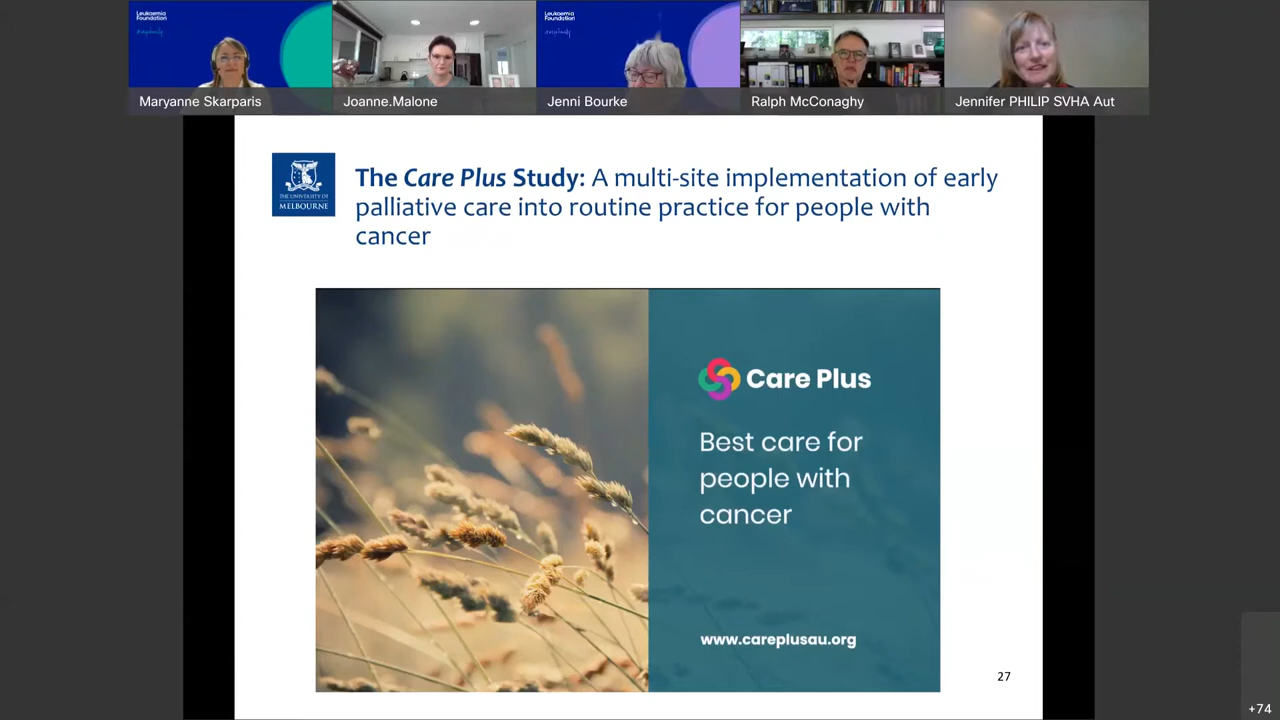 Leukaemia
Foundation
Leukaemia
Foundation
Maryanne Skarparis
Joanne.Malone
Jenni Bourke
Ralph McConaghy
Jennifer PHILIP SVHA Aut
THE UNIVERSITY OF
MELBOURNE
The Care Plus Study: A multi-site implementation of early
palliative care into routine practice for people with
cancer
Care Plus
Best care for
people with
cancer
www.careplusau.org
27
+74